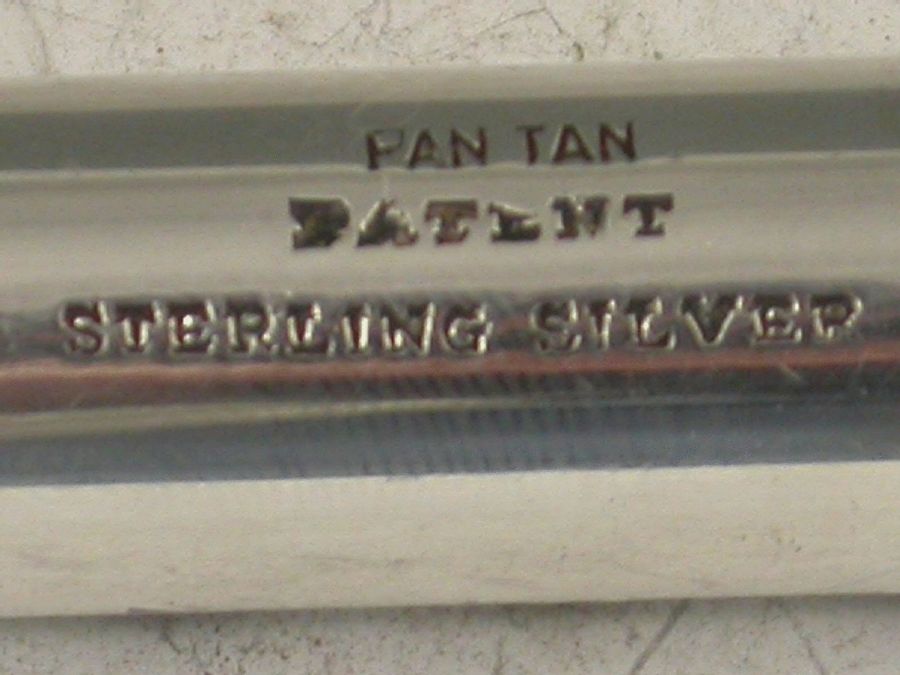 PAN TAN
PATENT
STERLING SILVER